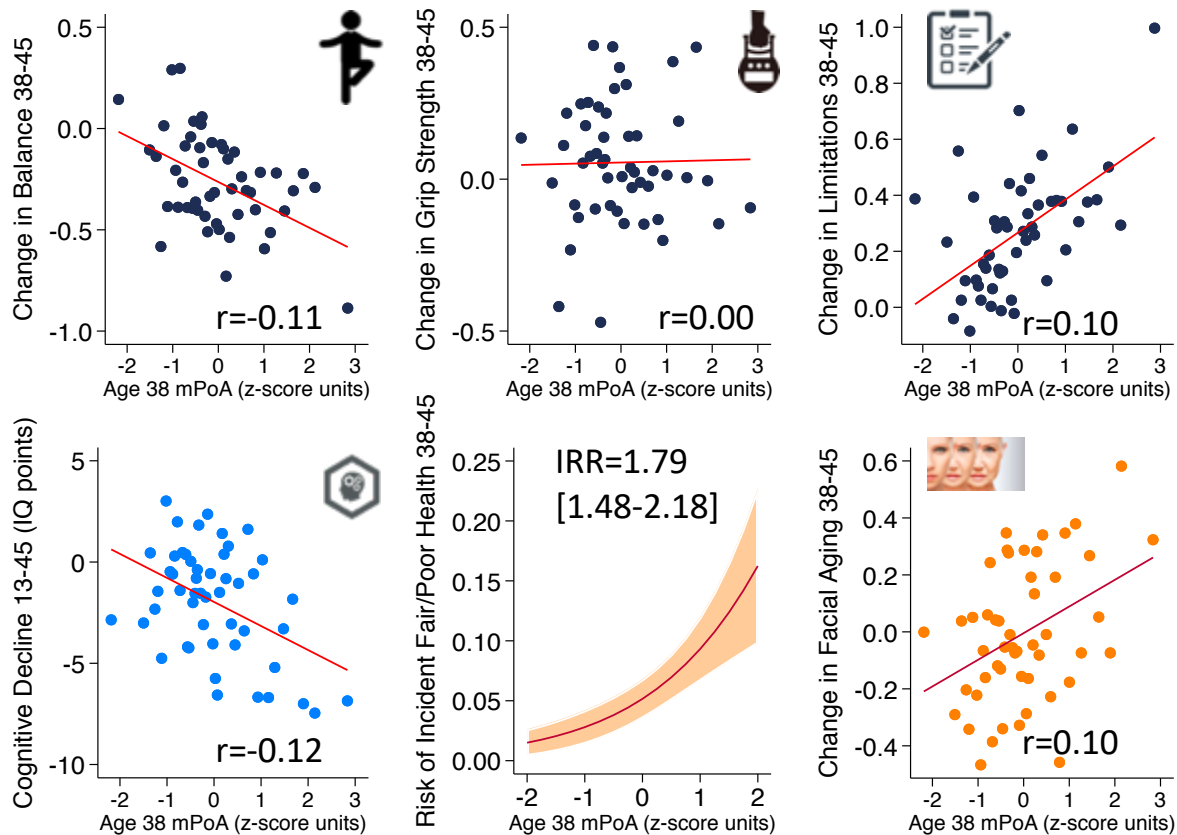 Change in Balance 38-45
0.5
0.0
-0.5
-1.0
r=-0.11
-2 -1 0 1 2 3
Age 38 mPoA (z-score units)
Change in Grip Strength 38-45
0.5
0.0
-0.5
r=0.00
-2 -1 0 1 2 3
Age 38 mPoA (z-score units)
Change in Limitations 38-45
1.0
0.8
0.6
0.4
0.2
0.0
r=0.10
-2 -1 0 1 2 3
Age 38 mPoA (z-score units)
Cognitive Decline 13-45 (IQ points)
5
0
-5
-10
r=-0.12
-2 -1 0 1 2 3
Age 38 mPoA (z-score units)
Risk of Incident Fair/Poor Health 38-45
0.25
0.20
0.15
0.10
0.05
0.00
IRR=1.79
[1.48-2.18]
-2 -1 0 1 2
Age 38 mPoA (z-score units)
Change in Facial Aging 38-45
0.6
0.4
0.2
0.0
-0.2
-0.4
r=0.10
-2 -1 0 1 2 3
Age 38 mPoA (z-score units)